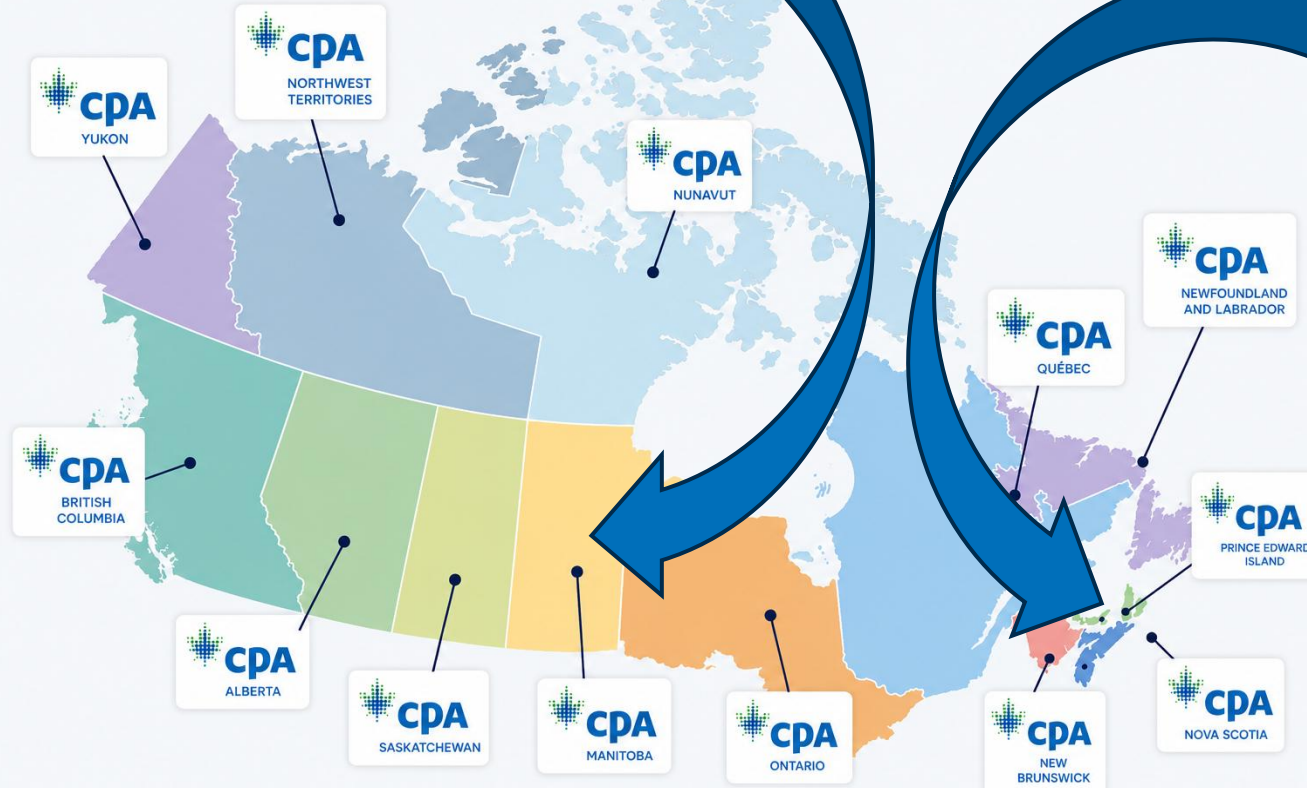 CPA
NORTHWEST
TERRITORIES
CPA
YUKON
CPA
NUNAVUT
CPA
NEWFOUNDLAND
AND LABRADOR
CPA
QUÉBEC
CPA
BRITISH
COLUMBIA
CPA
PRINCE EDWARD
ISLAND
CPA
ALBERTA
CPA
SASKATCHEWAN
CPA
MANITOBA
CPA
ONTARIO
CPA
NEW
BRUNSWICK
CPA
NOVA SCOTIA